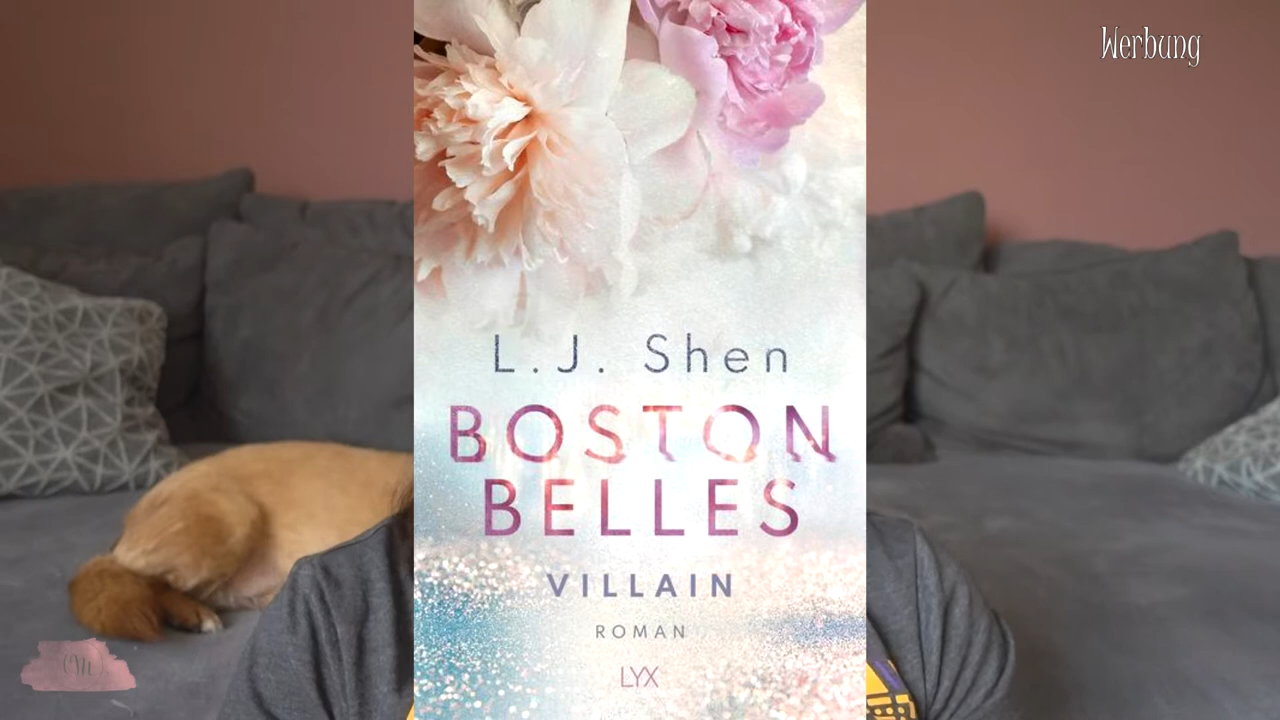 Werbung
L.J. Shen
BOSTON
BELLES
VILLAIN
ROMAN
LYX